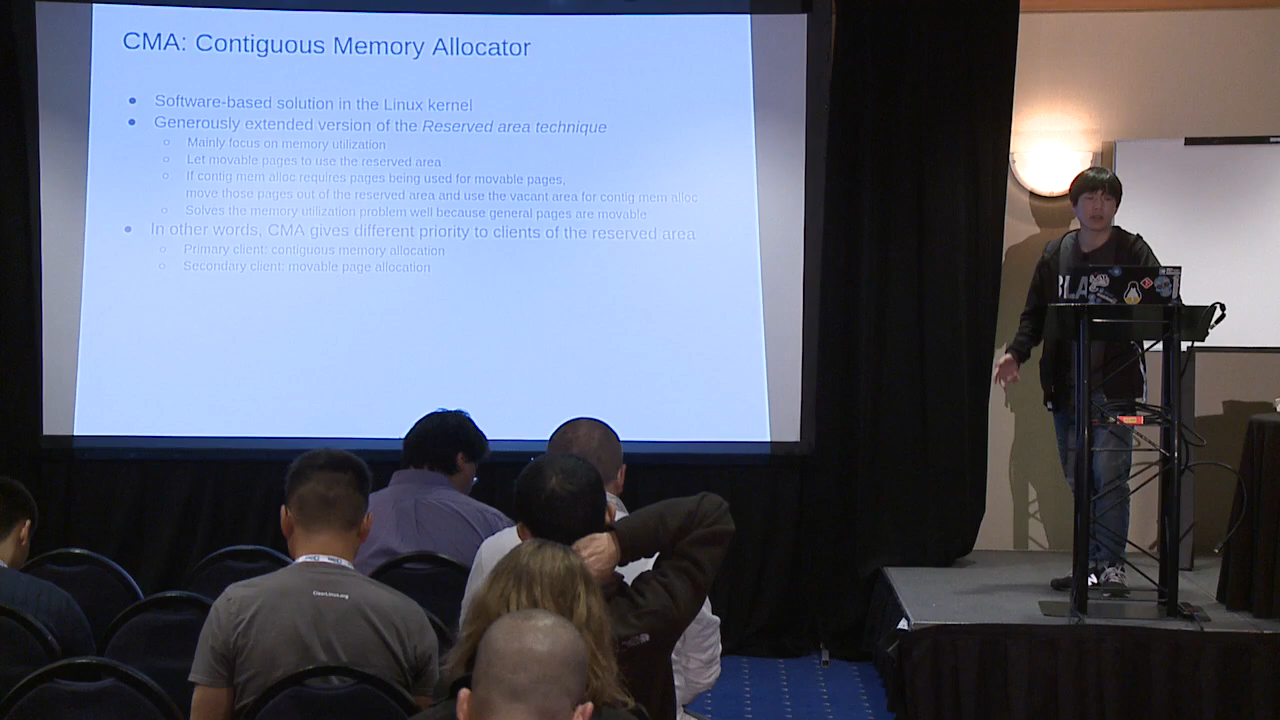 CMA: Contiguous Memory Allocator
● Software-based solution in the Linux kernel
● Generously extended version of the Reserved area technique
○ Mainly focus on memory utilization
○ Let movable pages to use the reserved area
○ If contig mem alloc requires pages being used for movable pages,
move those pages out of the reserved area and use the vacant area for contig mem alloc
○ Solves the memory utilization problem well because general pages are movable
● In other words, CMA gives different priority to clients of the reserved area
○ Primary client: contiguous memory allocation
○ Secondary client: movable page allocation
BLA
ClearLinux.org